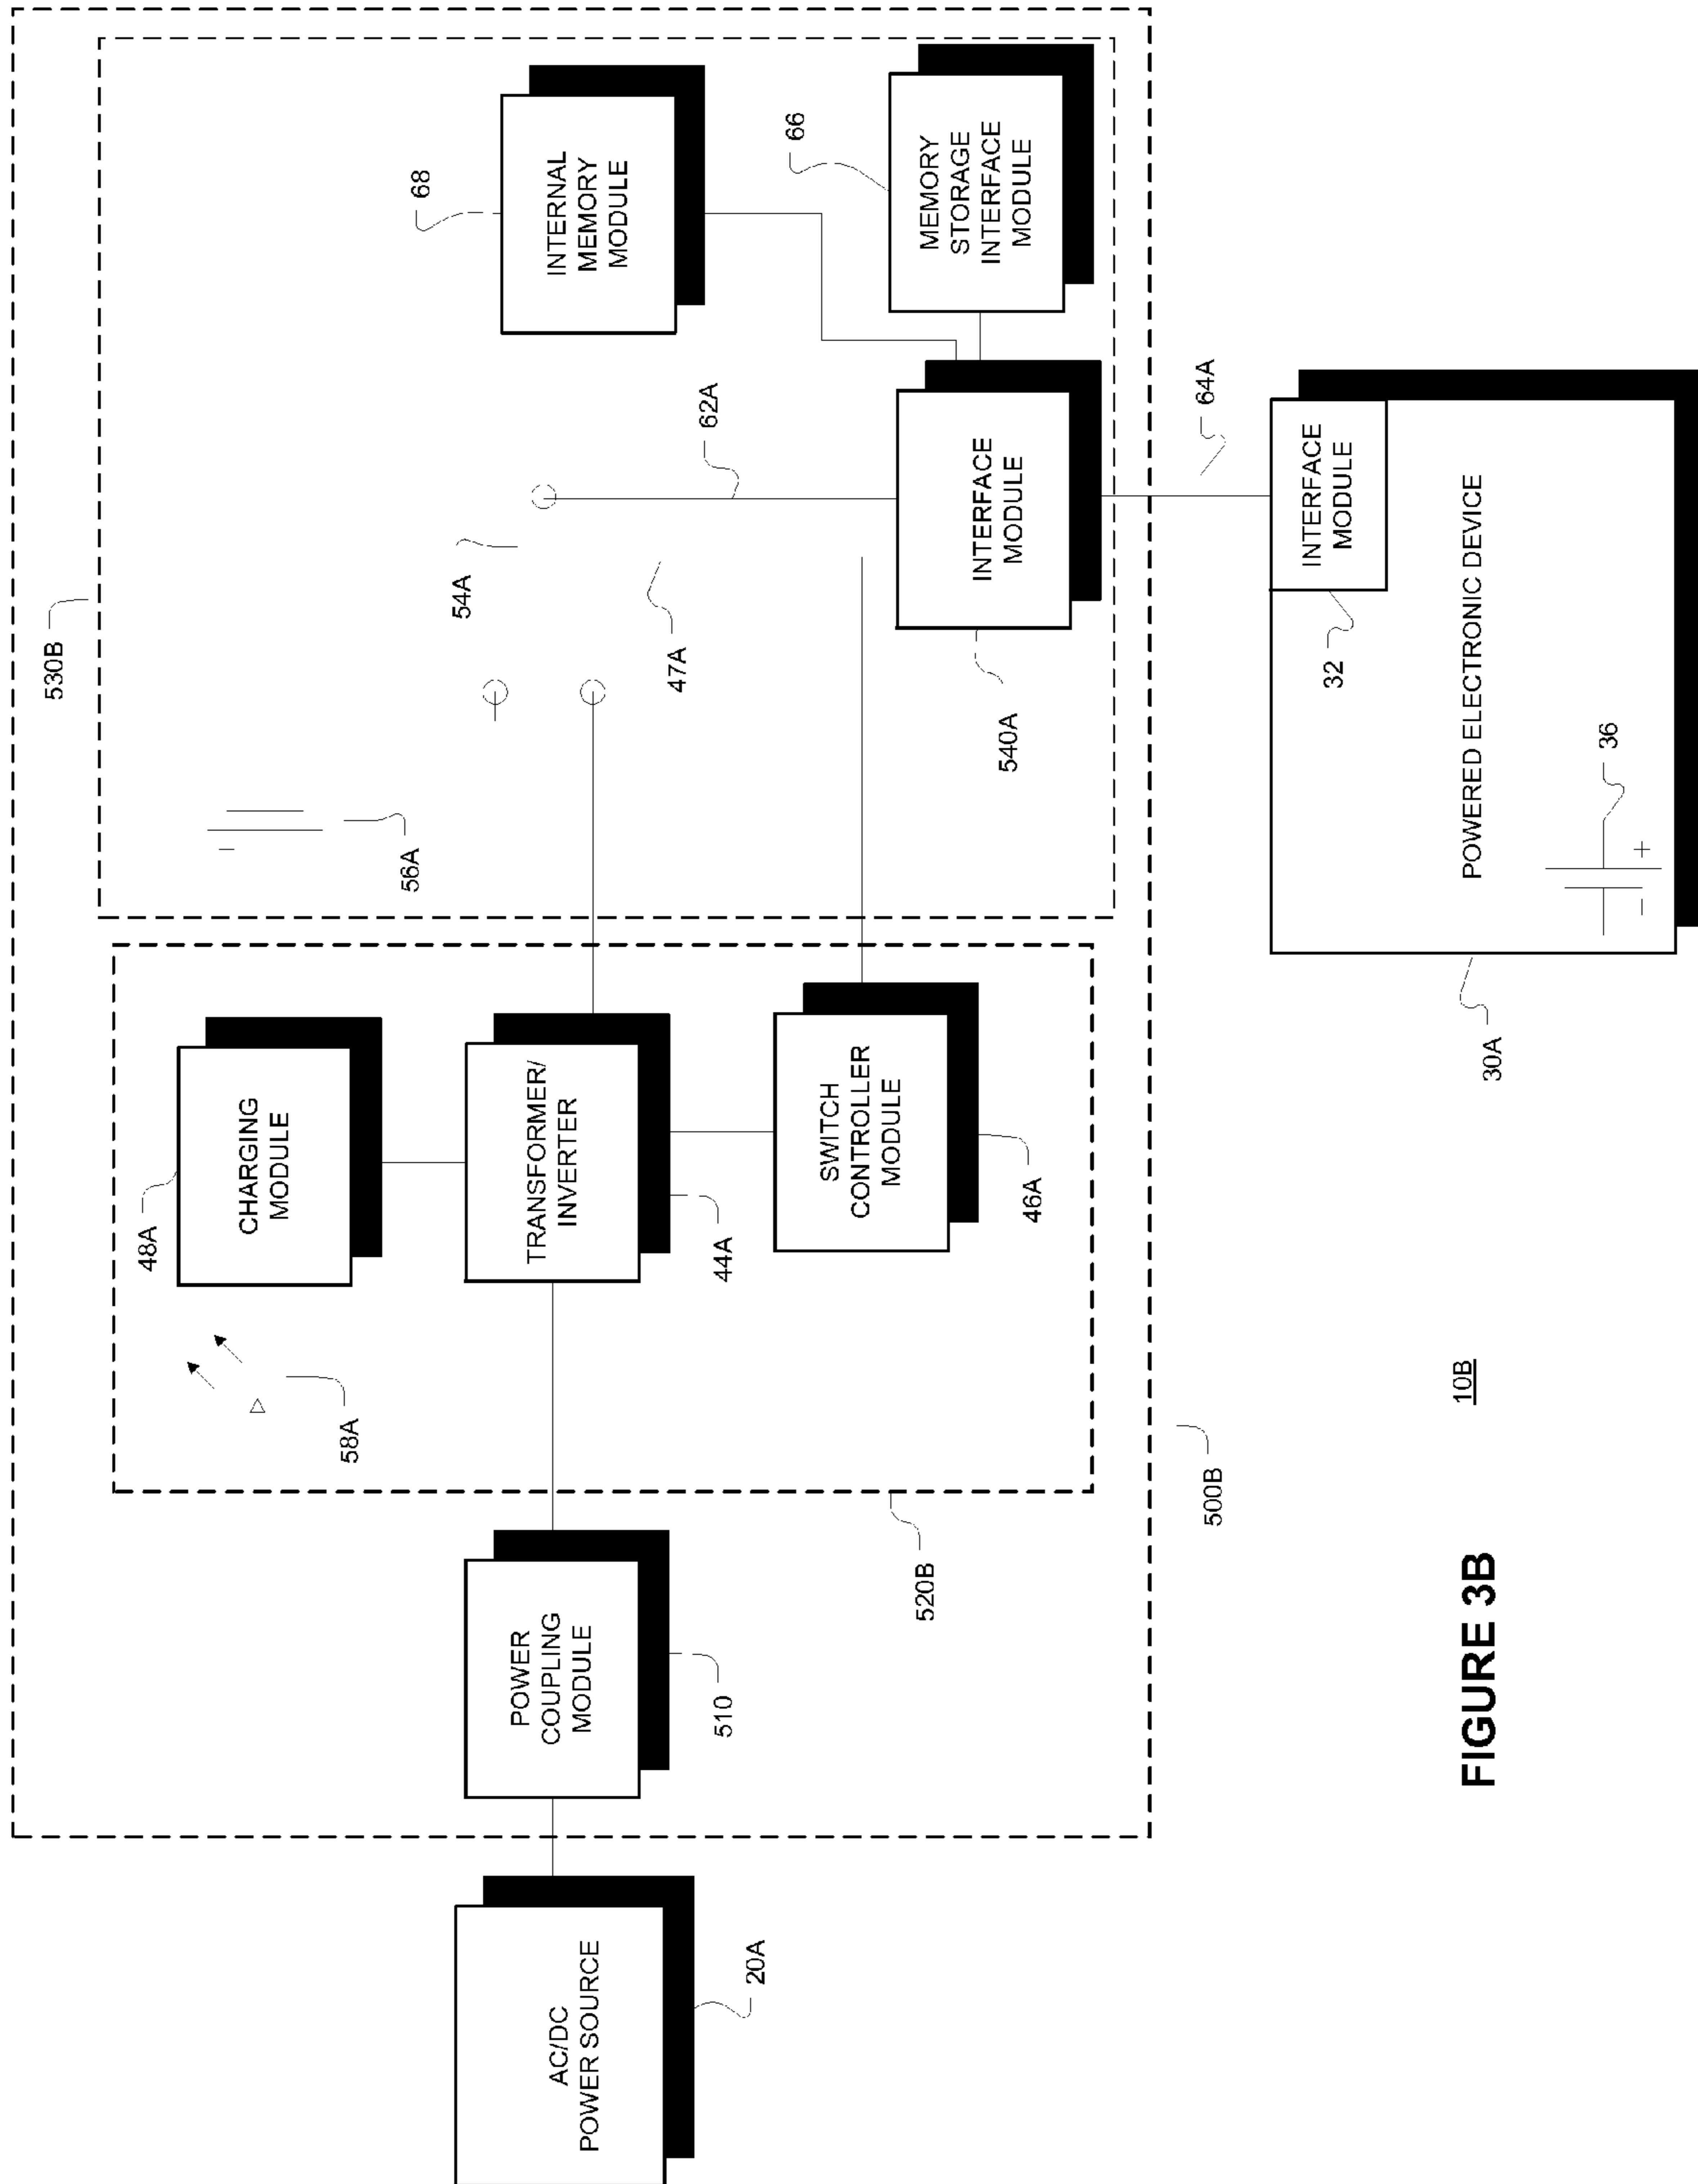 530B
500B
520B
58A
48A
CHARGING
MODULE
56A
INTERNAL
MEMORY
MODULE
68
AC/DC
POWER SOURCE
20A
POWER
COUPLING
MODULE
510
TRANSFORMER/
INVERTER
44A
54A
47A
62A
66
MEMORY
STORAGE
INTERFACE
MODULE
SWITCH
CONTROLLER
MODULE
46A
INTERFACE
MODULE
540A
64A
INTERFACE
MODULE
32
POWERED ELECTRONIC DEVICE
36
30A
10B
FIGURE 3B